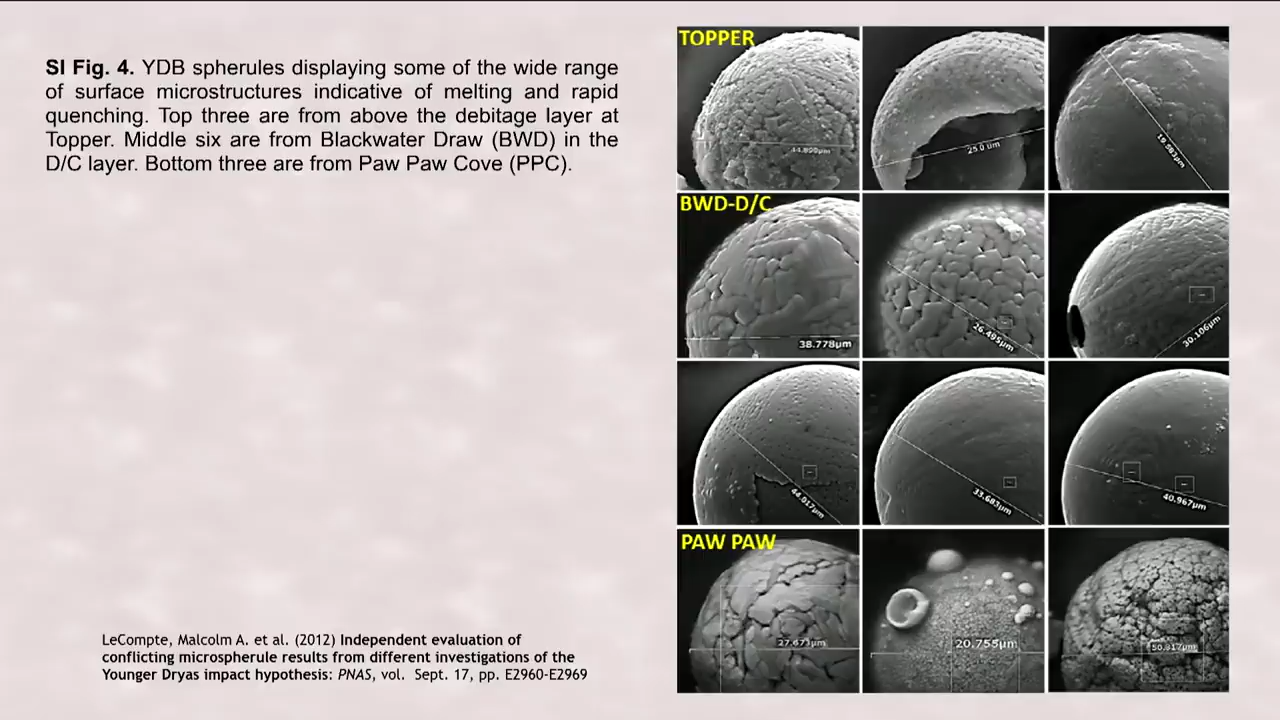 SI Fig. 4. YDB spherules displaying some of the wide range
of surface microstructures indicative of melting and rapid
quenching. Top three are from above the debitage layer at
Topper. Middle six are from Blackwater Draw (BWD) in the
D/C layer. Bottom three are from Paw Paw Cove (PPC).
TOPPER
44.890µm
25.0 um
19.583µm
BWD-D/C
38.778µm
26.495µm
30.106µm
44.017µm
33.683µm
40.967µm
PAW PAW
27.673µm
20.755µm
LeCompte, Malcolm A. et al. (2012) Independent evaluation of
conflicting microspherule results from different investigations of the
Younger Dryas impact hypothesis: PNAS, vol. Sept. 17, pp. E2960-E2969